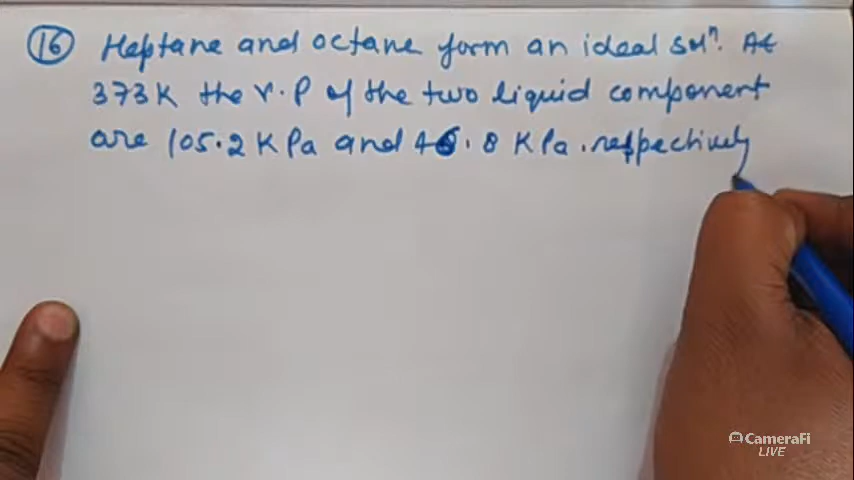 16 Heptane and octane form an ideal solⁿ. At
373K the V.P of the two liquid component
are 105.2 KPa and 46.8 KPa. respectively
CameraFi
LIVE